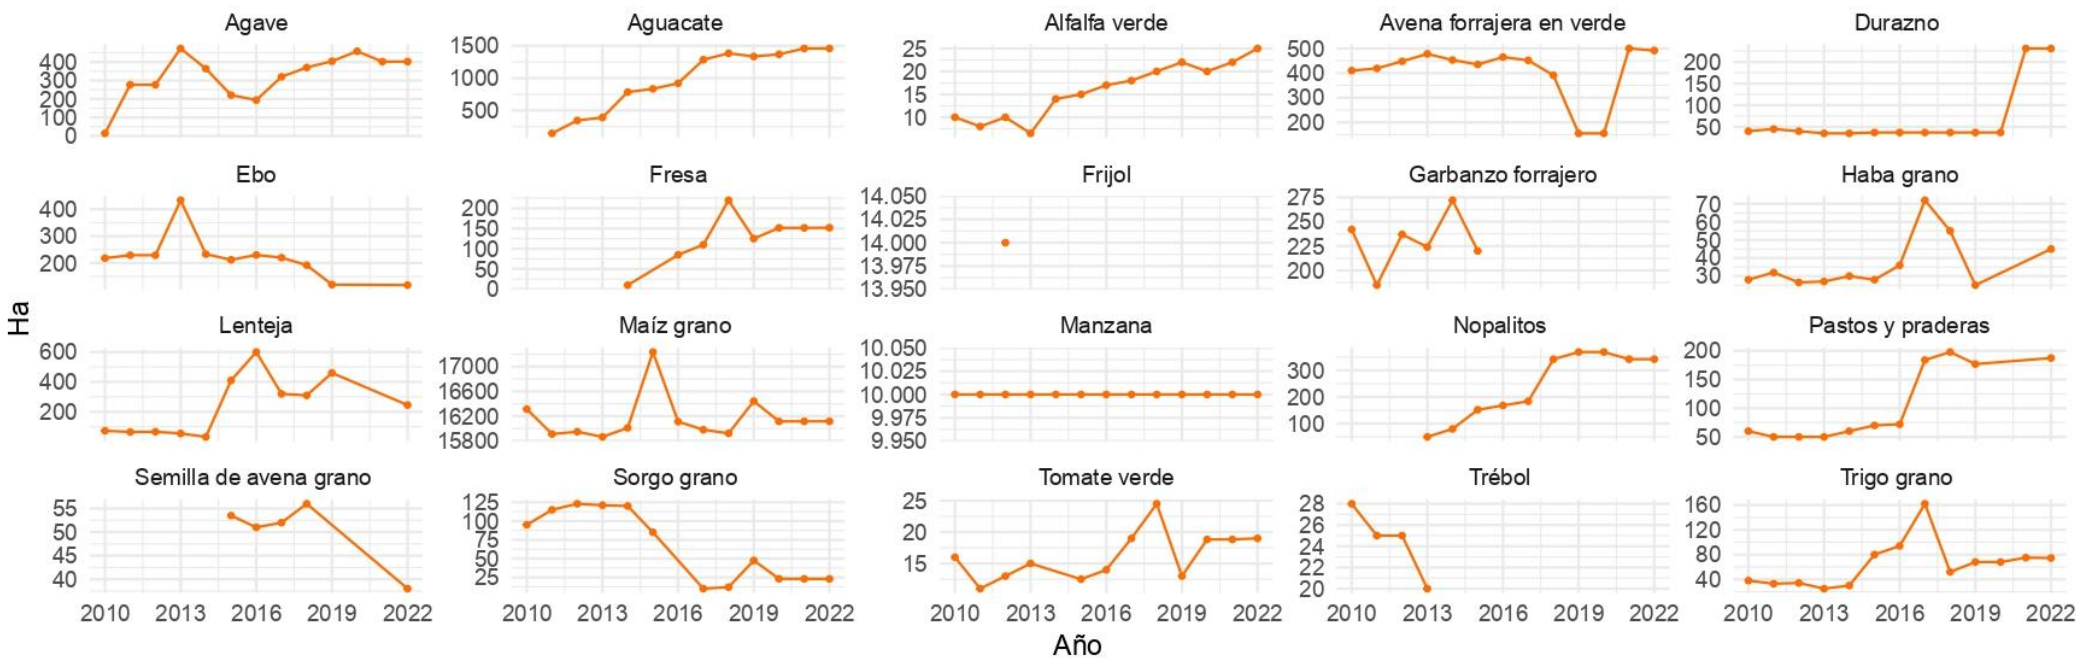 Agave Aguacate Alfalfa verde Avena forrajera en verde Durazno
400 300 200 100 0
1500 1000 500
25 20 15 10
500 400 300 200
200 150 100 50
Ebo Fresa Frijol Garbanzo forrajero Haba grano
400 300 200
200 150 100 50 0
14.050 14.025 14.000 13.975 13.950
275 250 225 200
70 60 50 40 30
Ha
Lenteja Maíz grano Manzana Nopalitos Pastos y praderas
600 400 200
17000 16600 16200 15800
10.050 10.025 10.000 9.975 9.950
300 200 100
200 150 100 50
Semilla de avena grano Sorgo grano Tomate verde Trébol Trigo grano
55 50 45 40
125 100 75 50 25
25 20 15
28 26 24 22 20
160 120 80 40
2010 2013 2016 2019 2022 2010 2013 2016 2019 2022 2010 2013 2016 2019 2022 2010 2013 2016 2019 2022 2010 2013 2016 2019 2022
Año